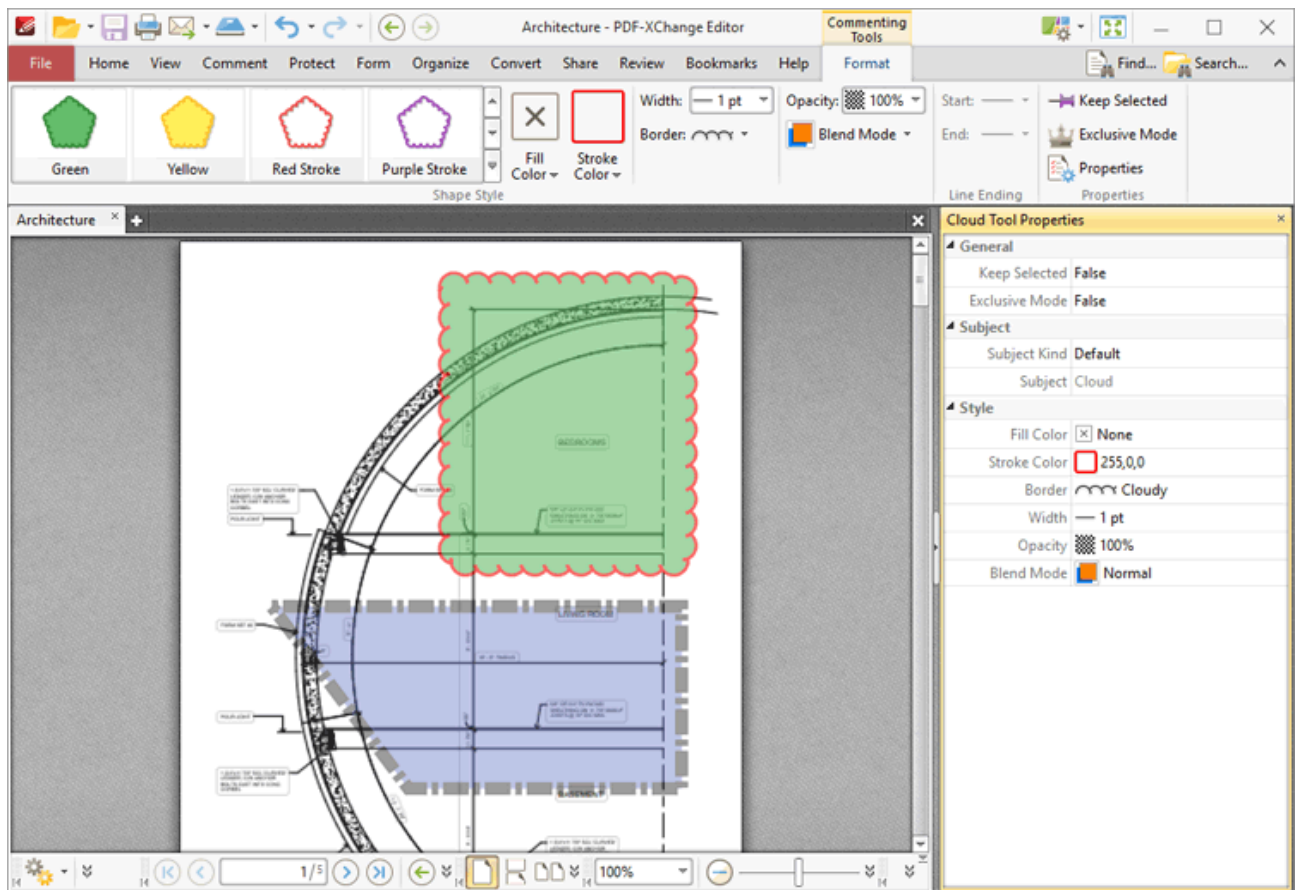 Architecture - PDF-XChange Editor
Commenting
Tools
File Home View Comment Protect Form Organize Convert Share Review Bookmarks Help Format Find... Search...
Green Yellow Red Stroke Purple Stroke
Fill
Color
Stroke
Color
Width: 1 pt
Border:
Opacity: 100%
Blend Mode
Start:
End:
Keep Selected
Exclusive Mode
Properties
Shape Style Line Ending Properties
Architecture
BEDROOMS
LIVING ROOM
BASEMENT
1/5
100%
Cloud Tool Properties
General
Keep Selected False
Exclusive Mode False
Subject
Subject Kind Default
Subject Cloud
Style
Fill Color None
Stroke Color 255,0,0
Border Cloudy
Width 1 pt
Opacity 100%
Blend Mode Normal